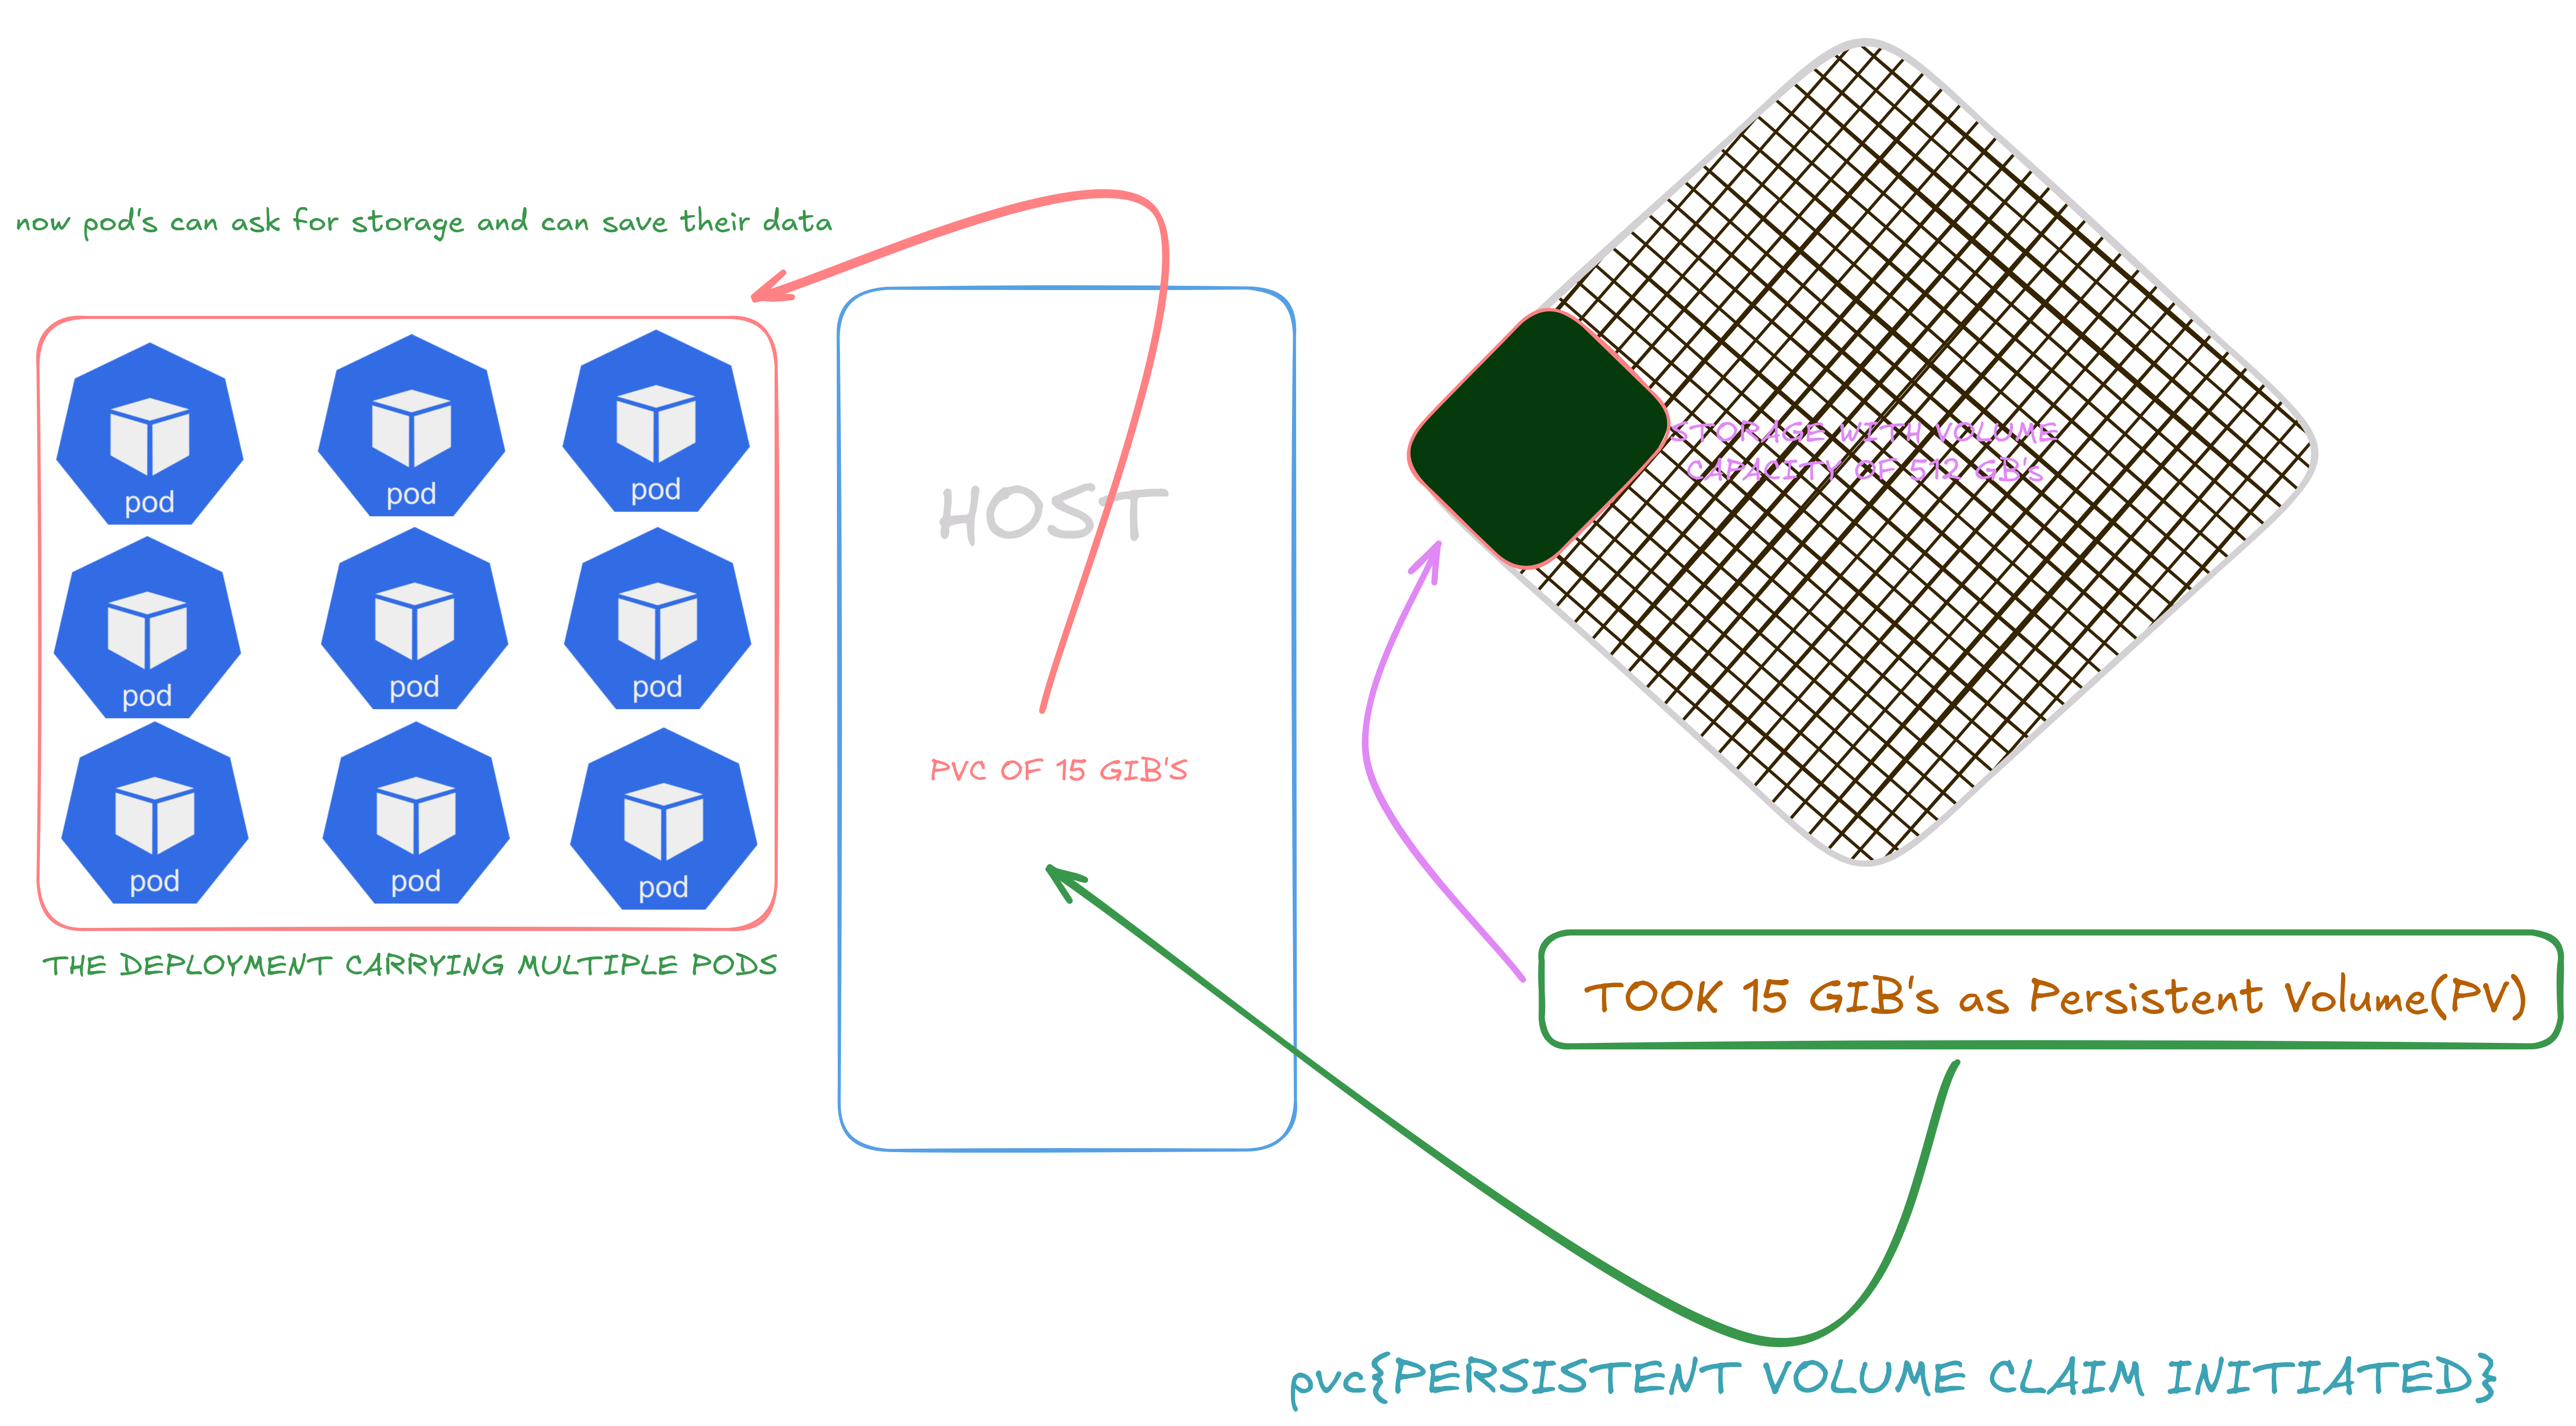 now pod's can ask for storage and can save their data
pod
pod
pod
pod
pod
pod
pod
pod
pod
THE DEPLOYMENT CARRYING MULTIPLE PODS
HOST
PVC OF 15 GIB'S
STORAGE WITH VOLUME
CAPACITY OF 512 GB's
TOOK 15 GIB's as Persistent Volume(PV)
pvc{PERSISTENT VOLUME CLAIM INITIATED}